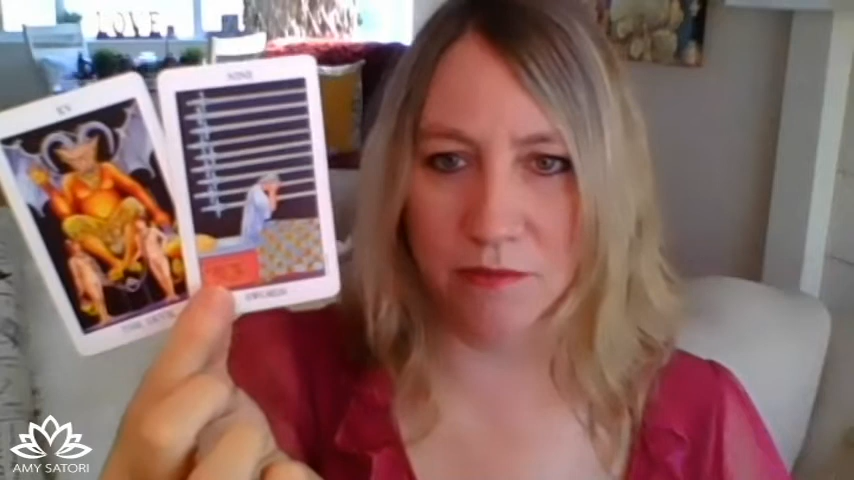 LOVE
XV
NINE
THE DEVIL
SWORDS
AMY SATORI